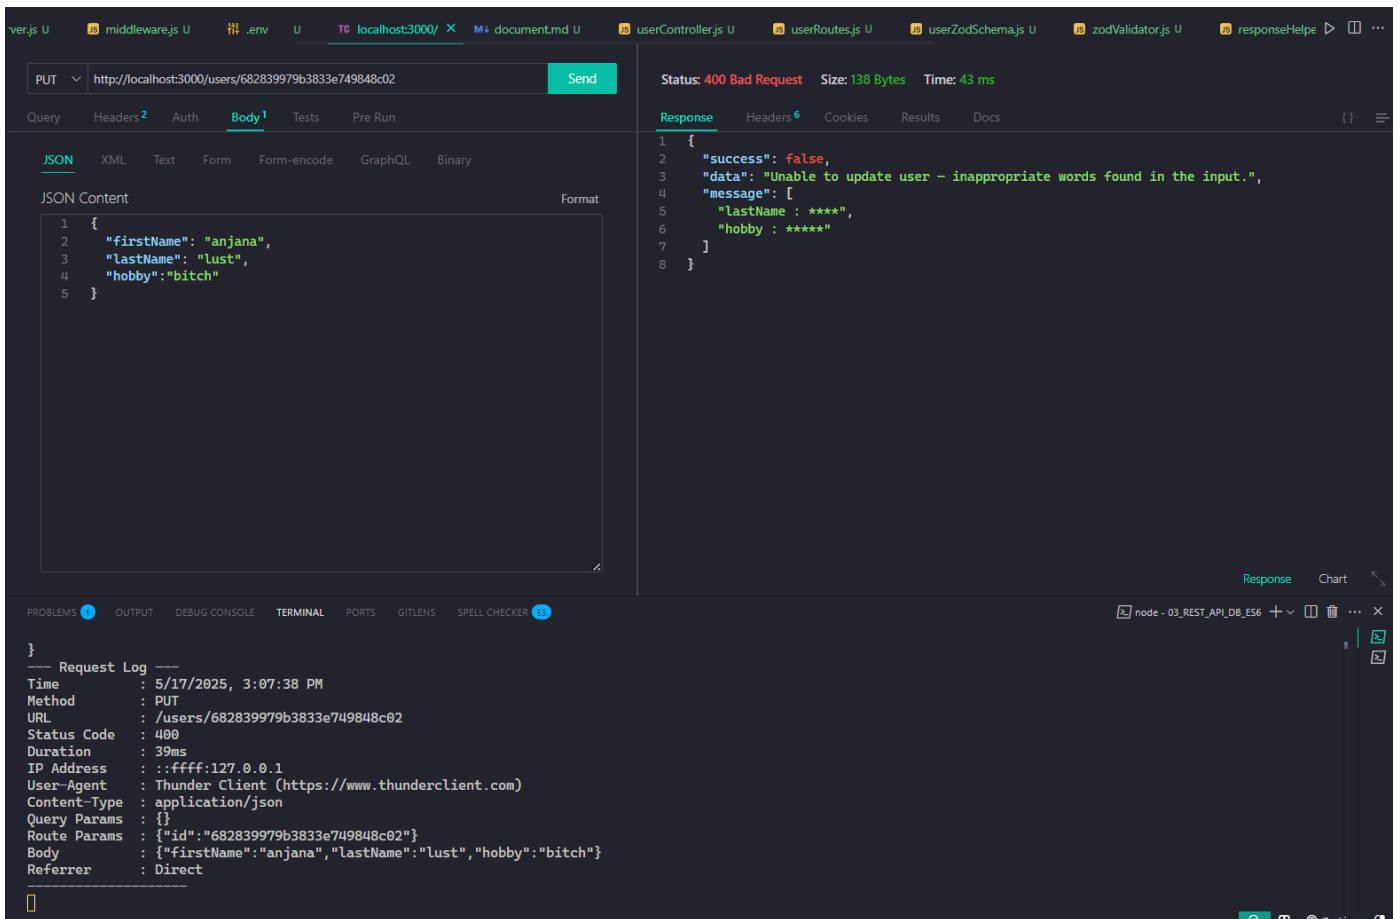 ver.js U JS middleware.js U .env U TC localhost:3000/ × M↓ document.md U JS userController.js U JS userRoutes.js U JS userZodSchema.js U JS zodValidator.js U JS responseHelpe ...
PUT http://localhost:3000/users/682839979b3833e749848c02 Send
Query Headers 2 Auth Body 1 Tests Pre Run
JSON XML Text Form Form-encode GraphQL Binary
JSON Content Format
1 {
2 "firstName": "anjana",
3 "lastName": "lust",
4 "hobby":"bitch"
5 }
Status: 400 Bad Request Size: 138 Bytes Time: 43 ms
Response Headers 6 Cookies Results Docs {}
1 {
2 "success": false,
3 "data": "Unable to update user – inappropriate words found in the input.",
4 "message": [
5 "lastName : ****",
6 "hobby : *****"
7 ]
8 }
Response Chart
PROBLEMS 1 OUTPUT DEBUG CONSOLE TERMINAL PORTS GITLENS SPELL CHECKER 53 node - 03_REST_API_DB_ES6 + ... ×
}
--- Request Log ---
Time : 5/17/2025, 3:07:38 PM
Method : PUT
URL : /users/682839979b3833e749848c02
Status Code : 400
Duration : 39ms
IP Address : ::ffff:127.0.0.1
User-Agent : Thunder Client (https://www.thunderclient.com)
Content-Type : application/json
Query Params : {}
Route Params : {"id":"682839979b3833e749848c02"}
Body : {"firstName":"anjana","lastName":"lust","hobby":"bitch"}
Referrer : Direct
---------------------